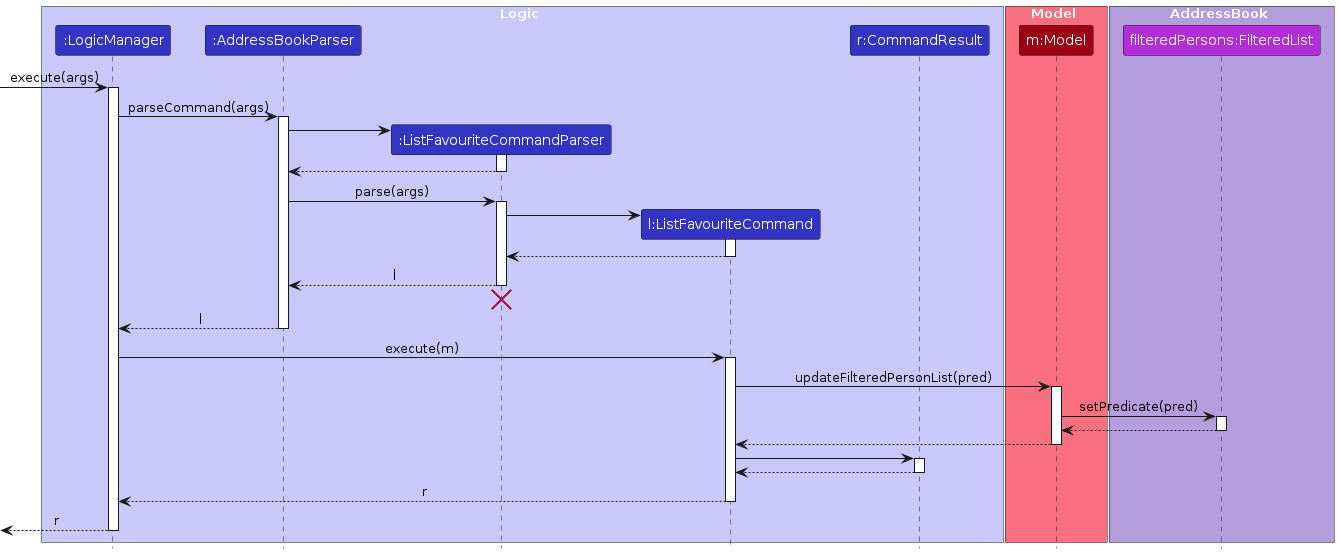 Logic
Model
AddressBook
:LogicManager
:AddressBookParser
r:CommandResult
m:Model
filteredPersons:FilteredList
execute(args)
parseCommand(args)
:ListFavouriteCommandParser
parse(args)
l:ListFavouriteCommand
l
l
execute(m)
updateFilteredPersonList(pred)
setPredicate(pred)
r
r